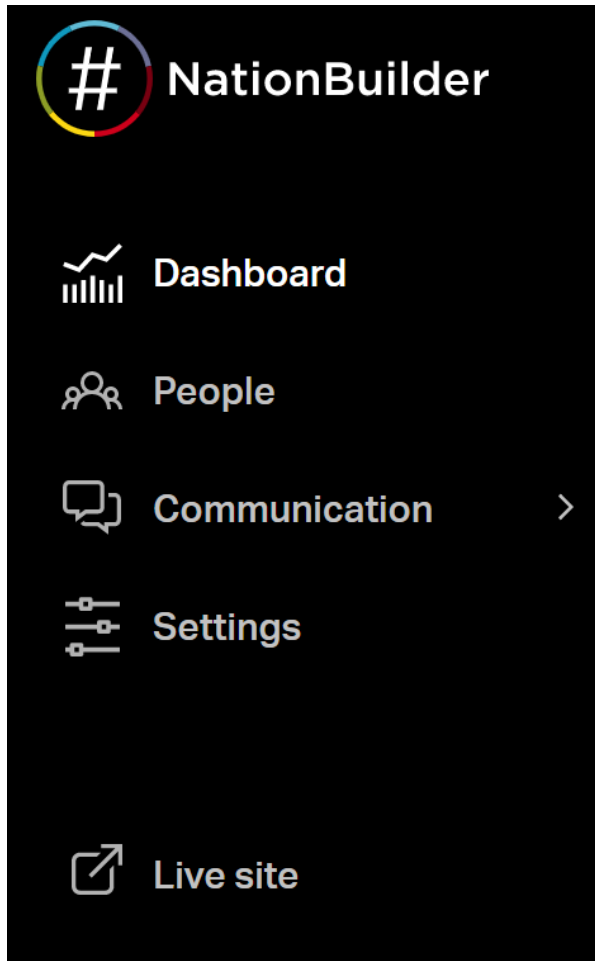 # NationBuilder
Dashboard
People
Communication
Settings
Live site